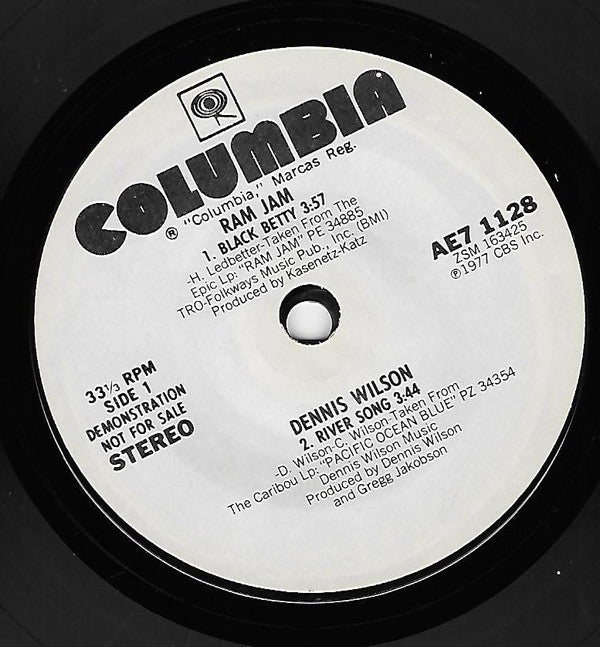 COLUMBIA
® "Columbia," Marcas Reg.
RAM JAM
1. BLACK BETTY 3:57
-H. Ledbetter-Taken From The
Epic Lp: "RAM JAM" PE 34885
TRO-Folkways Music Pub., Inc. (BMI)
Produced by Kasenetz-Katz
AE7 1128
ZSM 163425
℗1977 CBS Inc.
33⅓ RPM
SIDE 1
DEMONSTRATION
NOT FOR SALE
STEREO
DENNIS WILSON
2. RIVER SONG 3:44
-D. Wilson-C. Wilson-Taken From
The Caribou Lp: "PACIFIC OCEAN BLUE" PZ 34354
Dennis Wilson Music
Produced by Dennis Wilson
and Gregg Jakobson